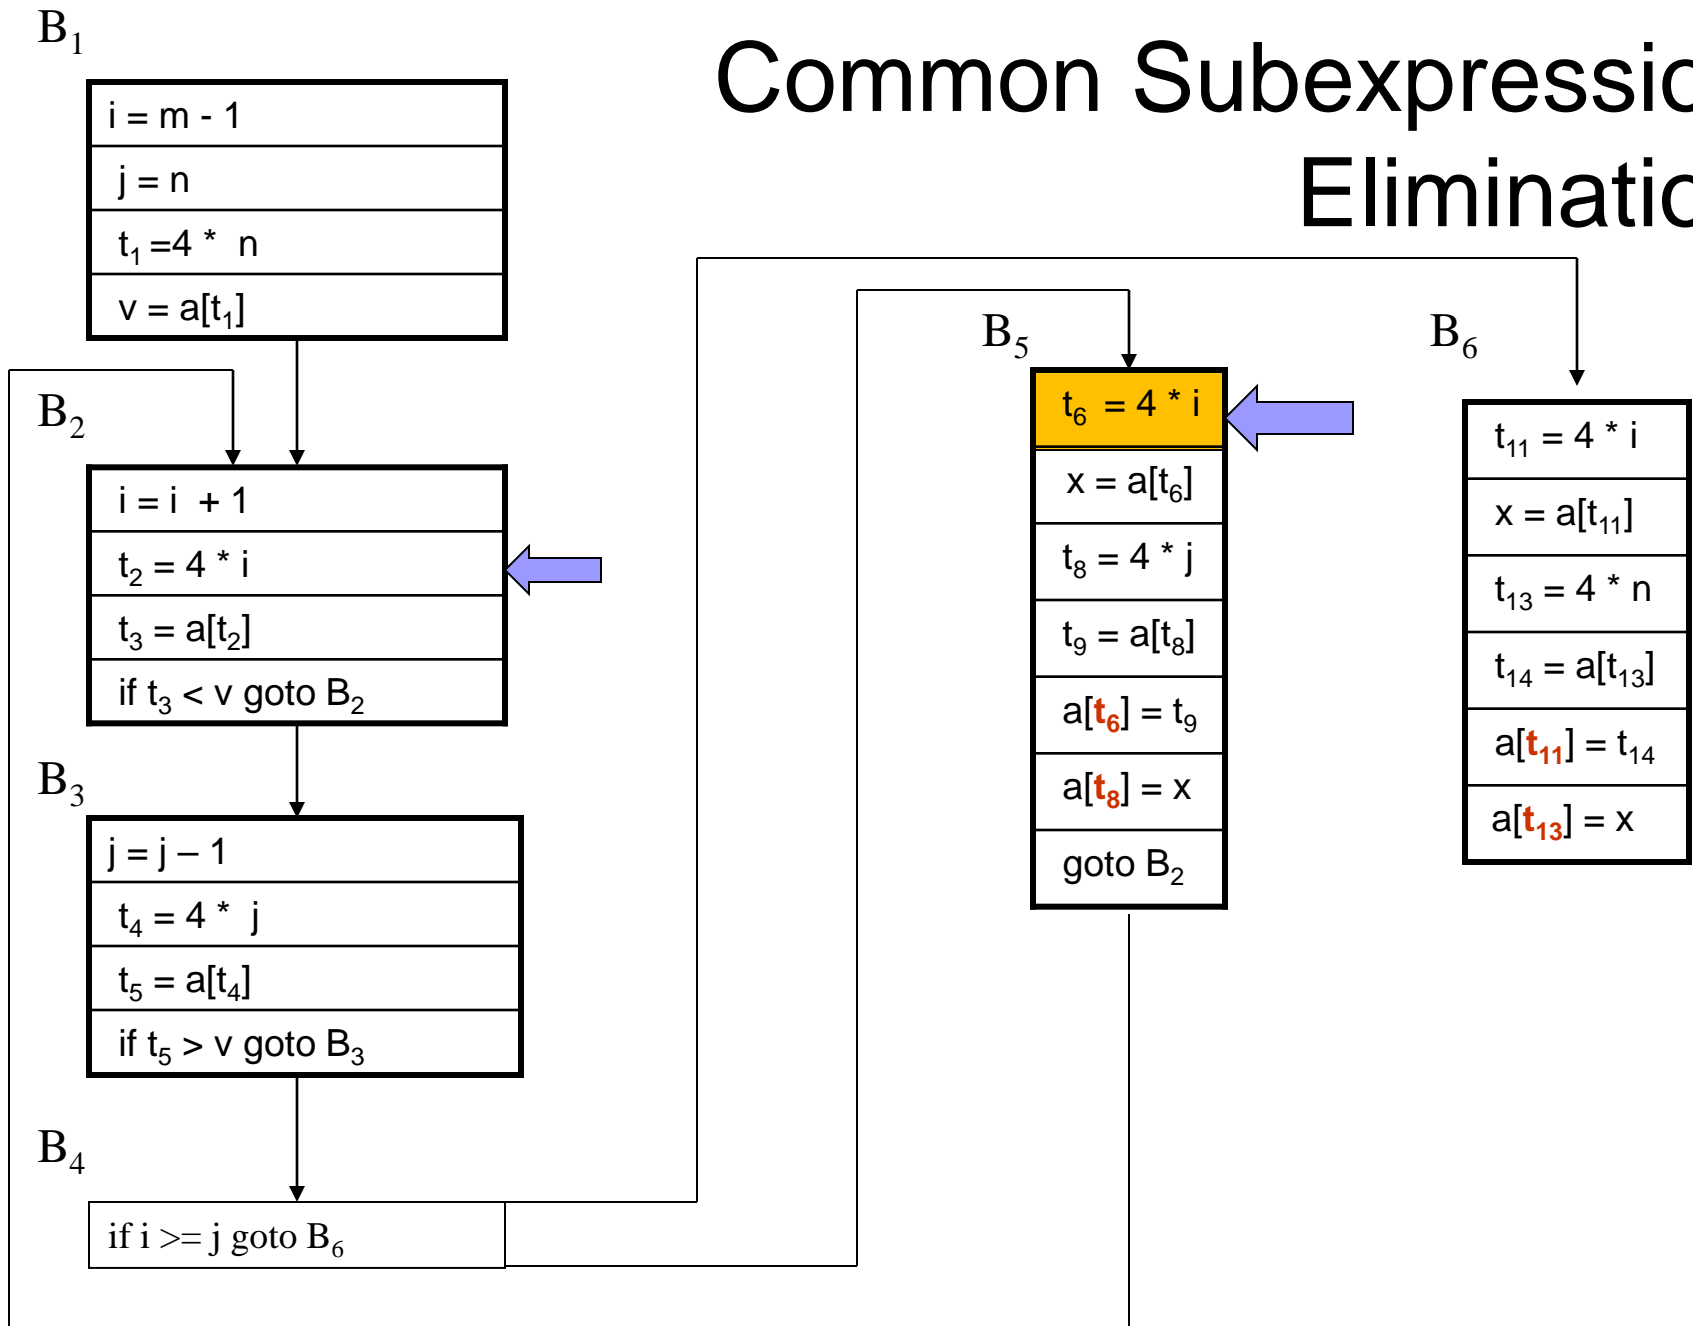 Common Subexpressio
Eliminatio
B₁
i = m - 1
j = n
t₁ =4 * n
v = a[t₁]
B₂
i = i + 1
t₂ = 4 * i
t₃ = a[t₂]
if t₃ < v goto B₂
B₃
j = j – 1
t₄ = 4 * j
t₅ = a[t₄]
if t₅ > v goto B₃
B₄
if i >= j goto B₆
B₅
t₆ = 4 * i
x = a[t₆]
t₈ = 4 * j
t₉ = a[t₈]
a[t₆] = t₉
a[t₈] = x
goto B₂
B₆
t₁₁ = 4 * i
x = a[t₁₁]
t₁₃ = 4 * n
t₁₄ = a[t₁₃]
a[t₁₁] = t₁₄
a[t₁₃] = x